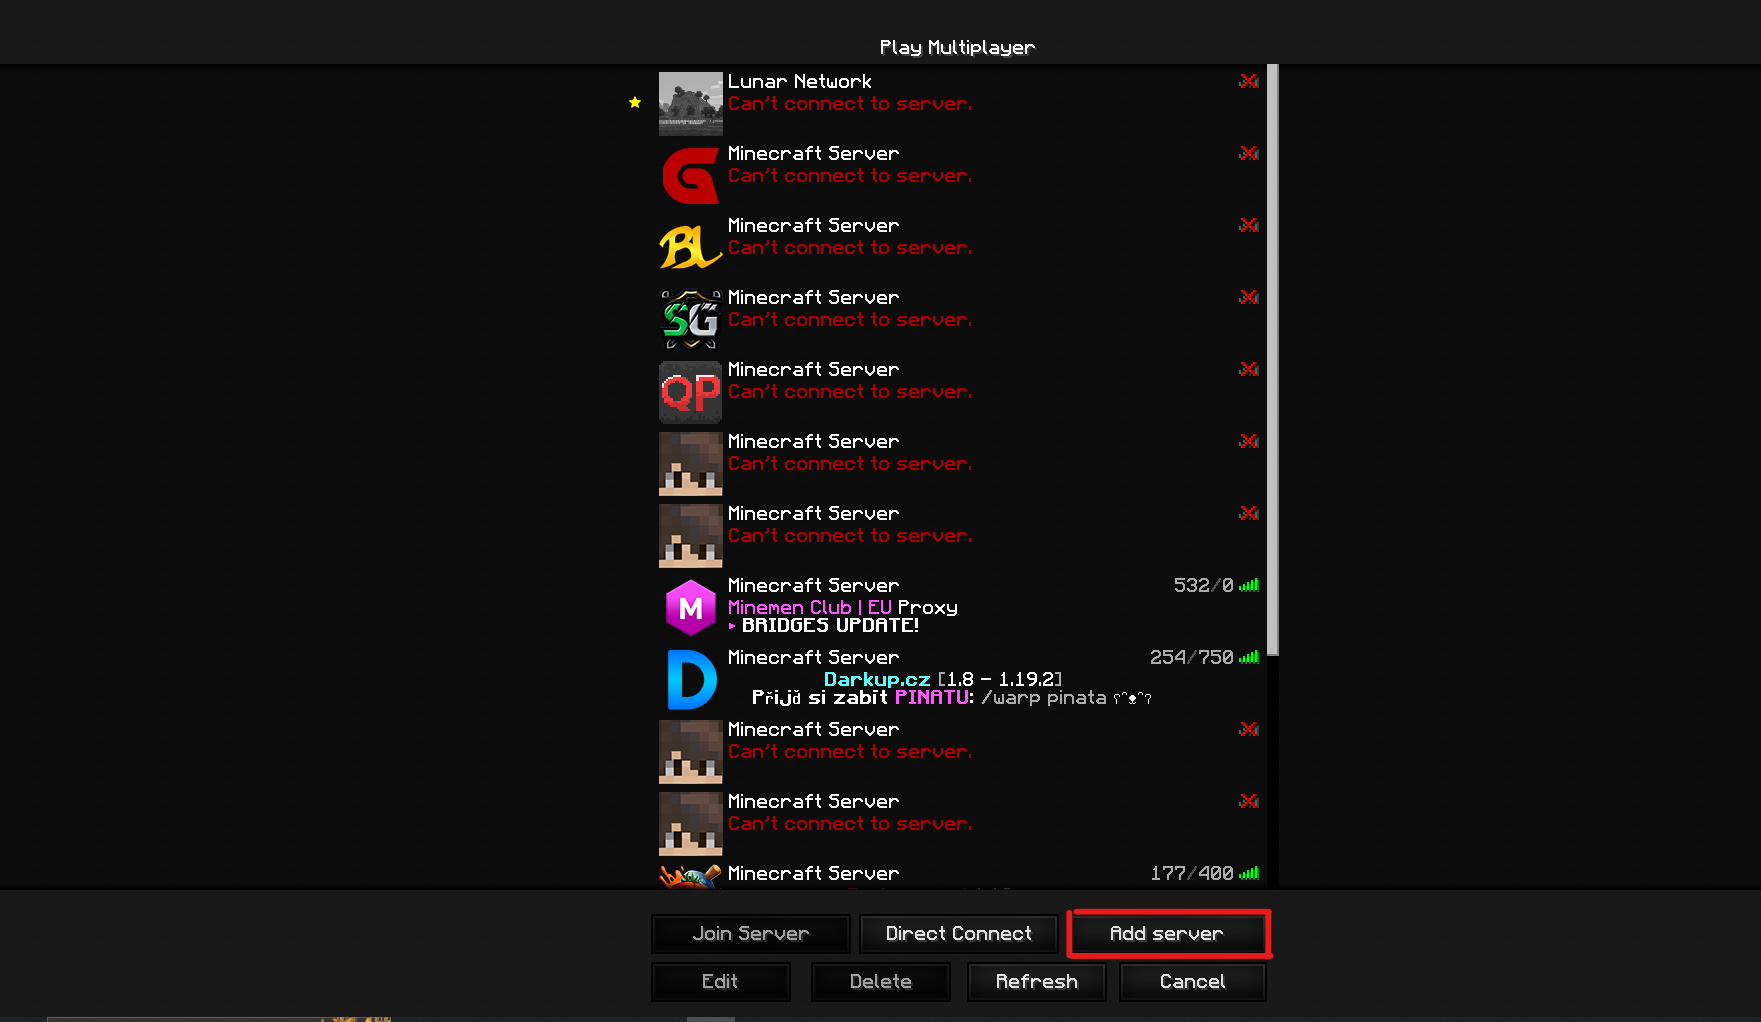 Play Multiplayer
Lunar Network
Can't connect to server.
Minecraft Server
Can't connect to server.
G
Minecraft Server
Can't connect to server.
BL
Minecraft Server
Can't connect to server.
SG
Minecraft Server
Can't connect to server.
QP
Minecraft Server
Can't connect to server.
Minecraft Server
Can't connect to server.
Minecraft Server 532/0
M
Minemen Club | EU Proxy
▸ BRIDGES UPDATE!
Minecraft Server 254/750
D
Darkup.cz [1.8 - 1.19.2]
Přijď si zabít PINATU: /warp pinata
Minecraft Server
Can't connect to server.
Minecraft Server
Can't connect to server.
Minecraft Server 177/400
Join Server Direct Connect Add server
Edit Delete Refresh Cancel